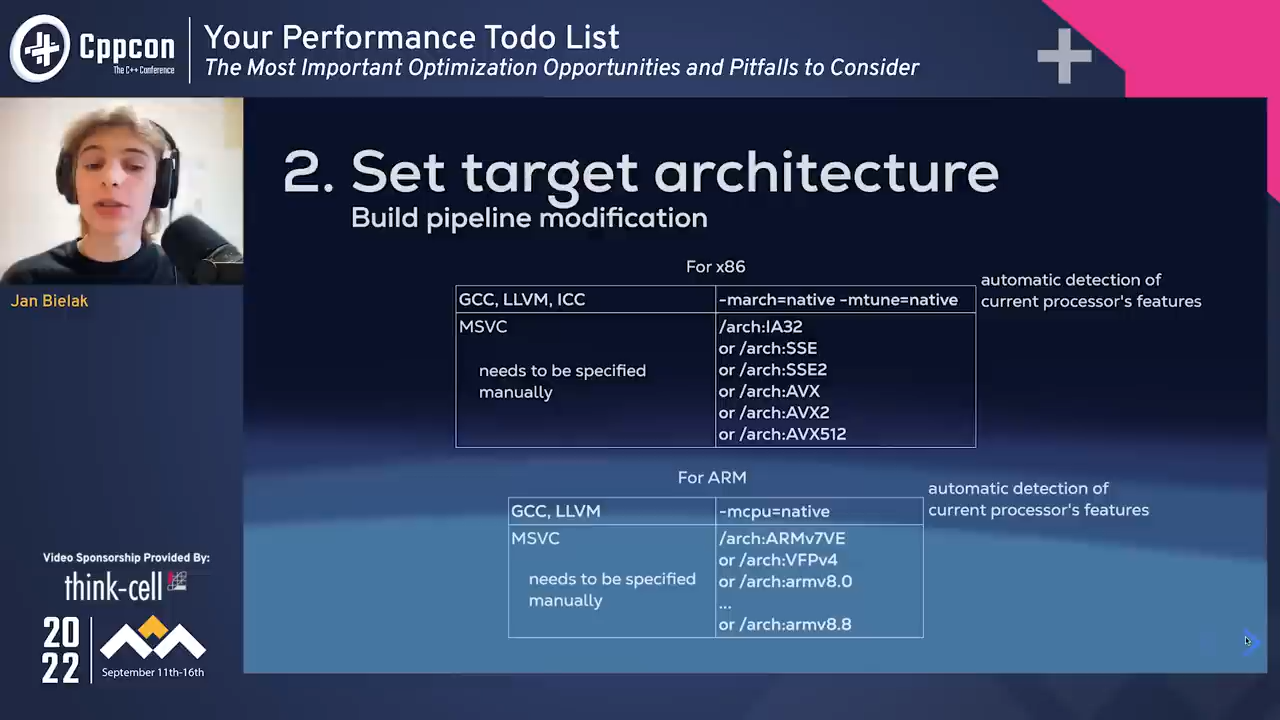 Cppcon
The C++ Conference
Your Performance Todo List
The Most Important Optimization Opportunities and Pitfalls to Consider
Jan Bielak
2. Set target architecture
Build pipeline modification
For x86
GCC, LLVM, ICC -march=native -mtune=native
automatic detection of
current processor's features
MSVC /arch:IA32
or /arch:SSE
needs to be specified or /arch:SSE2
manually or /arch:AVX
or /arch:AVX2
or /arch:AVX512
For ARM
GCC, LLVM -mcpu=native
automatic detection of
current processor's features
MSVC /arch:ARMv7VE
or /arch:VFPv4
needs to be specified or /arch:armv8.0
manually ...
or /arch:armv8.8
Video Sponsorship Provided By:
think-cell
20
22
September 11th-16th